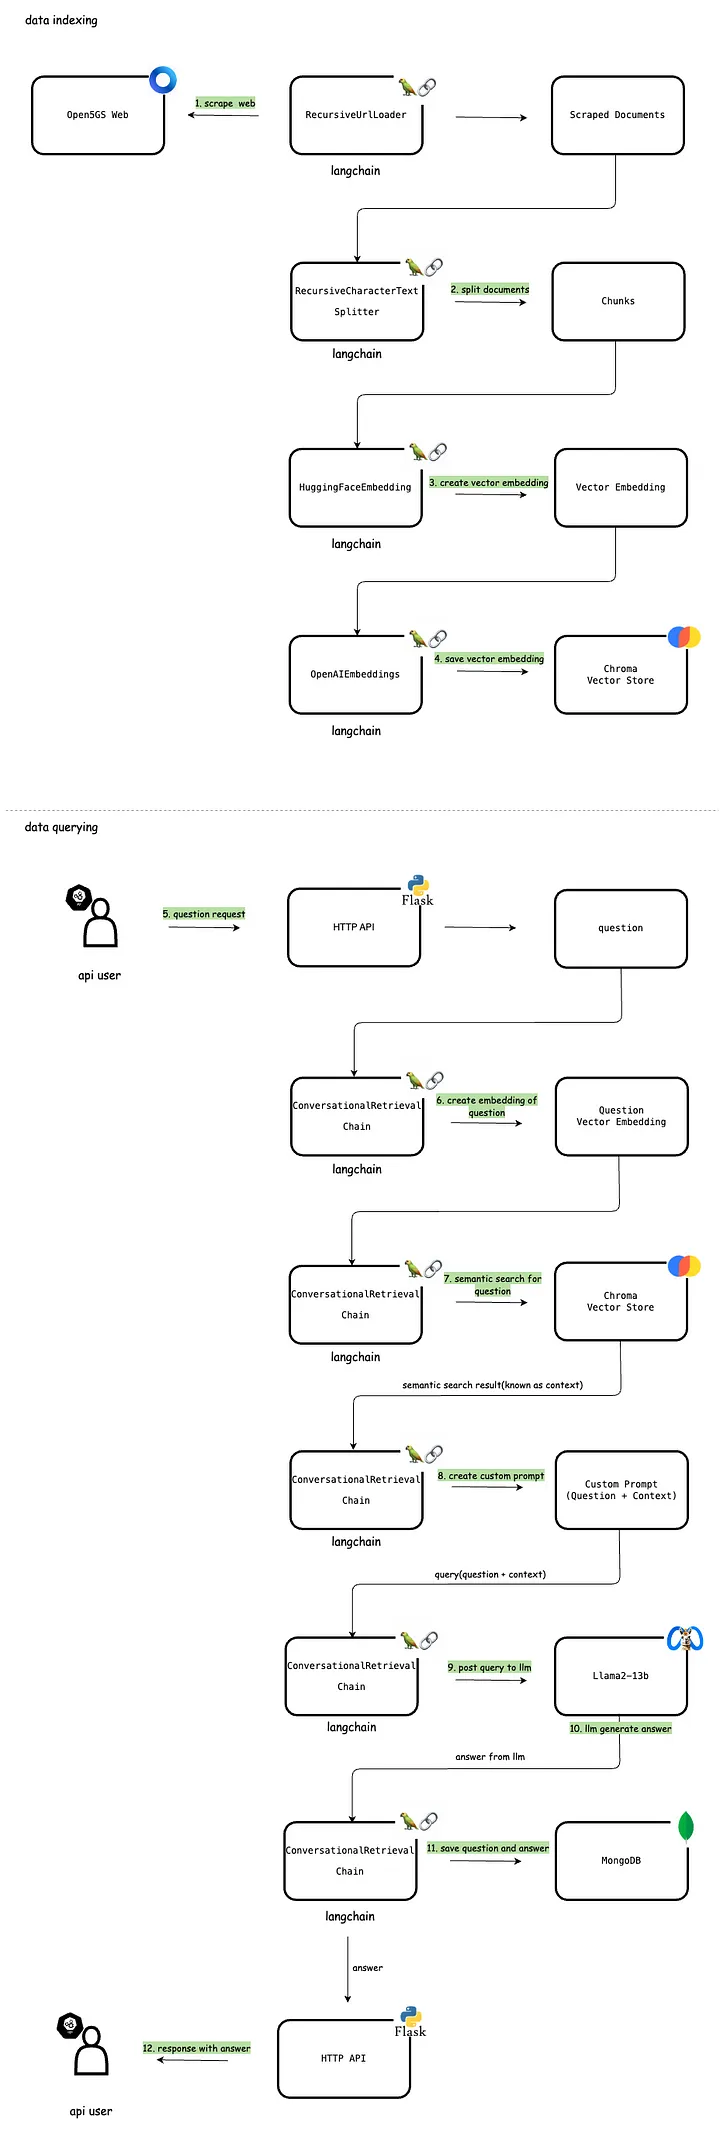 data indexing
Open5GS Web
1. scrape web
RecursiveUrlLoader
Scraped Documents
langchain
RecursiveCharacterText
Splitter
2. split documents
Chunks
langchain
HuggingFaceEmbedding
3. create vector embedding
Vector Embedding
langchain
OpenAIEmbeddings
4. save vector embedding
Chroma
Vector Store
langchain
data querying
5. question request
Flask
HTTP API
question
api user
ConversationalRetrieval
Chain
6. create embedding of
question
Question
Vector Embedding
langchain
ConversationalRetrieval
Chain
7. semantic search for
question
Chroma
Vector Store
langchain
semantic search result(known as context)
ConversationalRetrieval
Chain
8. create custom prompt
Custom Prompt
(Question + Context)
langchain
query(question + context)
ConversationalRetrieval
Chain
9. post query to llm
Llama2-13b
langchain
10. llm generate answer
answer from llm
ConversationalRetrieval
Chain
11. save question and answer
MongoDB
langchain
answer
Flask
12. response with answer
HTTP API
api user